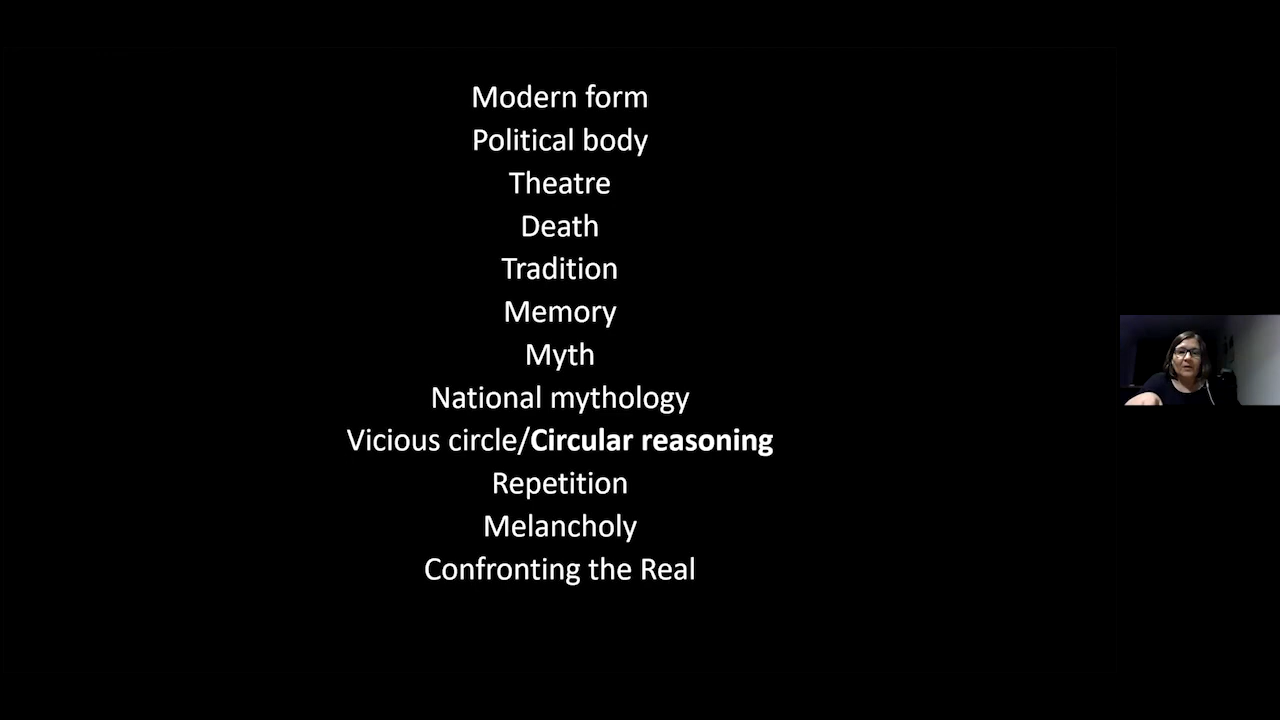 Modern form
Political body
Theatre
Death
Tradition
Memory
Myth
National mythology
Vicious circle/Circular reasoning
Repetition
Melancholy
Confronting the Real